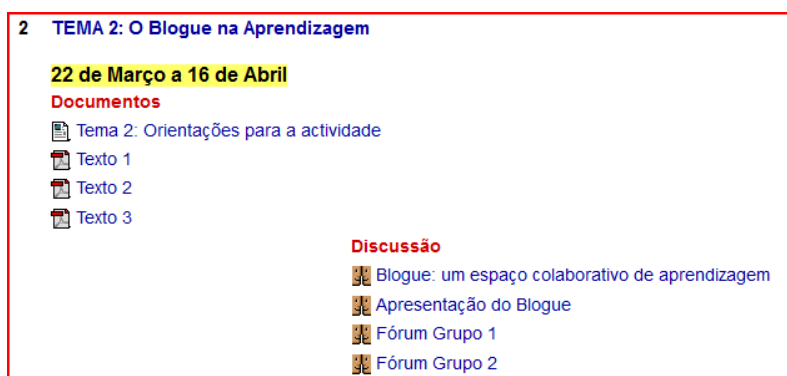 2 TEMA 2: O Blogue na Aprendizagem
22 de Março a 16 de Abril
Documentos
Tema 2: Orientações para a actividade
Texto 1
Texto 2
Texto 3
Discussão
Blogue: um espaço colaborativo de aprendizagem
Apresentação do Blogue
Fórum Grupo 1
Fórum Grupo 2